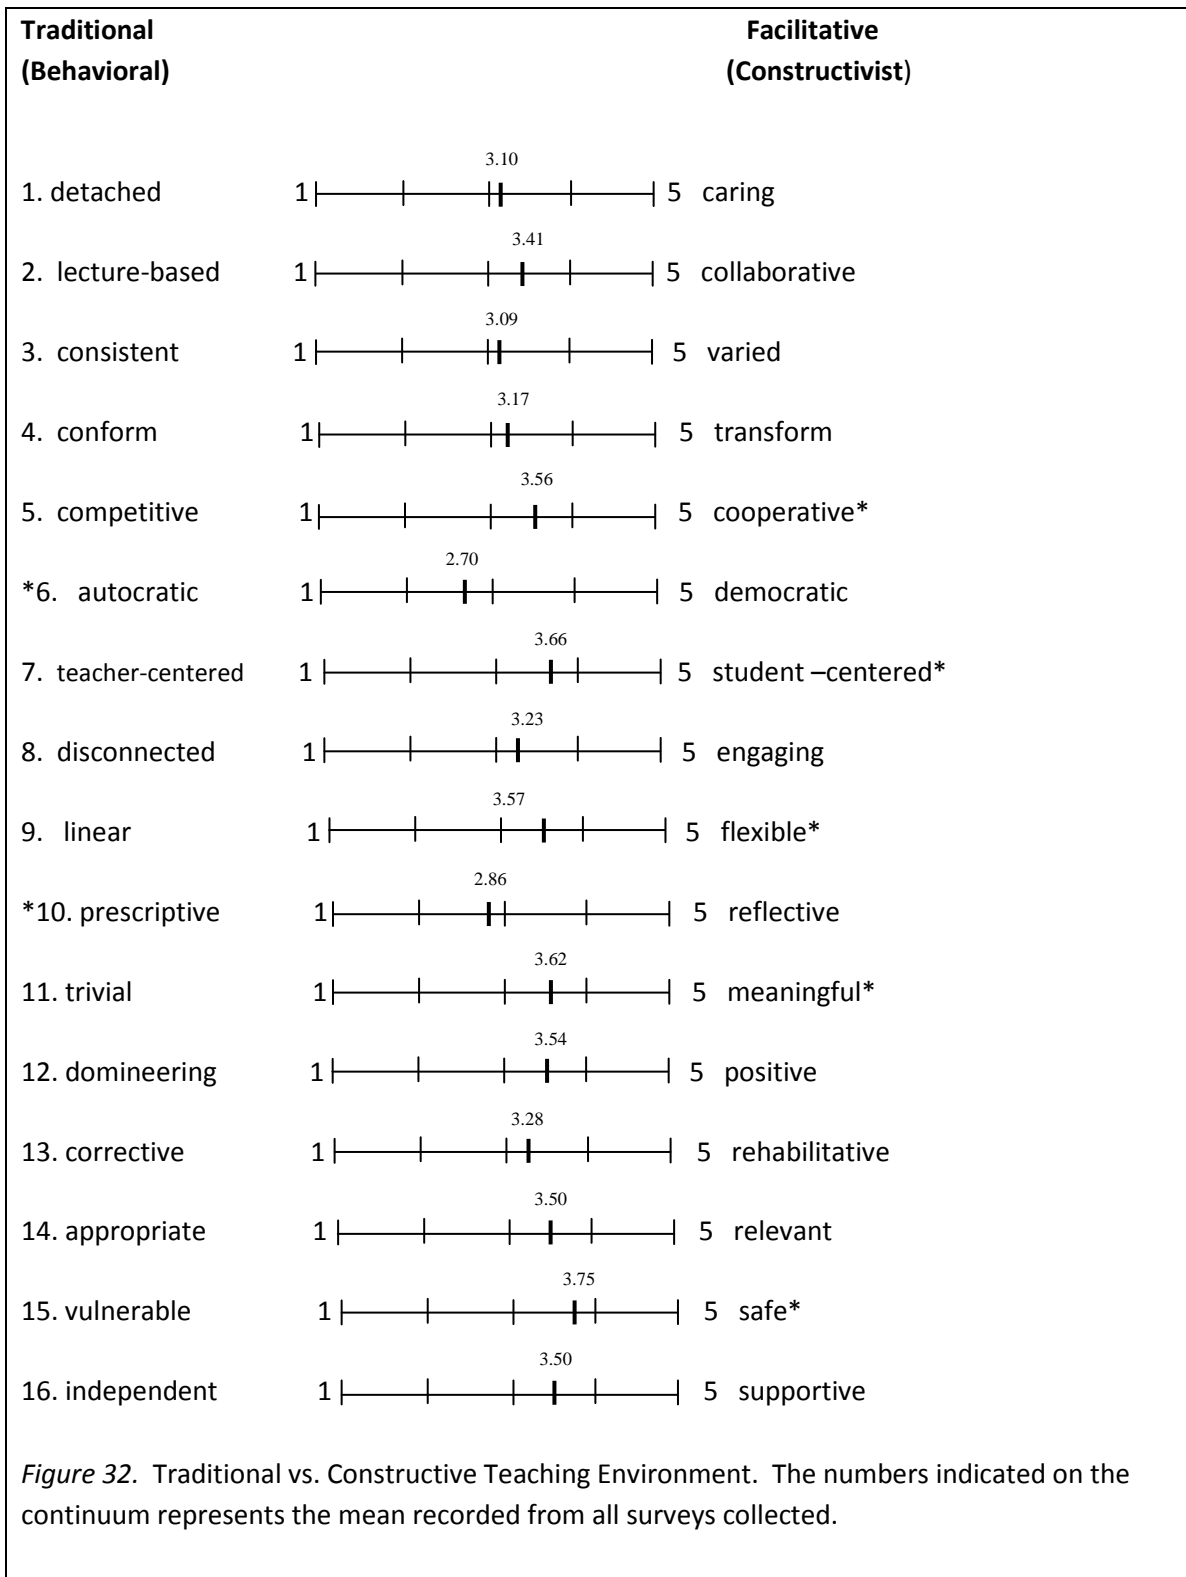 Traditional Facilitative
(Behavioral) (Constructivist)
3.10
1. detached 1 5 caring
3.41
2. lecture-based 1 5 collaborative
3.09
3. consistent 1 5 varied
3.17
4. conform 1 5 transform
3.56
5. competitive 1 5 cooperative*
2.70
*6. autocratic 1 5 democratic
3.66
7. teacher-centered 1 5 student –centered*
3.23
8. disconnected 1 5 engaging
3.57
9. linear 1 5 flexible*
2.86
*10. prescriptive 1 5 reflective
3.62
11. trivial 1 5 meaningful*
3.54
12. domineering 1 5 positive
3.28
13. corrective 1 5 rehabilitative
3.50
14. appropriate 1 5 relevant
3.75
15. vulnerable 1 5 safe*
3.50
16. independent 1 5 supportive
Figure 32. Traditional vs. Constructive Teaching Environment. The numbers indicated on the
continuum represents the mean recorded from all surveys collected.